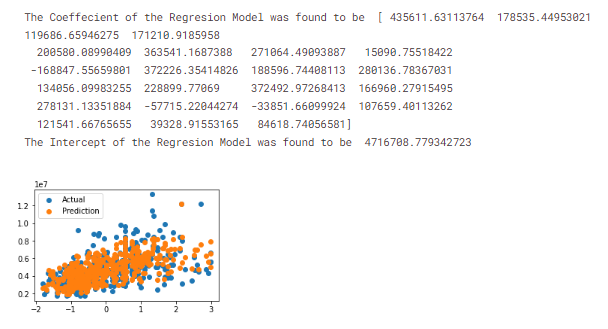 The Coeffecient of the Regresion Model was found to be [ 435611.63113764 178535.44953021
119686.65946275 171210.9185958
200580.08990409 363541.1687388 271064.49093887 15090.75518422
-168847.55659801 372226.35414826 188596.74408113 280136.78367031
134056.09983255 228899.77069 372492.97268413 166960.27915495
278131.13351884 -57715.22044274 -33851.66099924 107659.40113262
121541.66765655 39328.91553165 84618.74056581]
The Intercept of the Regresion Model was found to be 4716708.779342723
1e7
Actual
Prediction
1.2
1.0
0.8
0.6
0.4
0.2
−2 −1 0 1 2 3